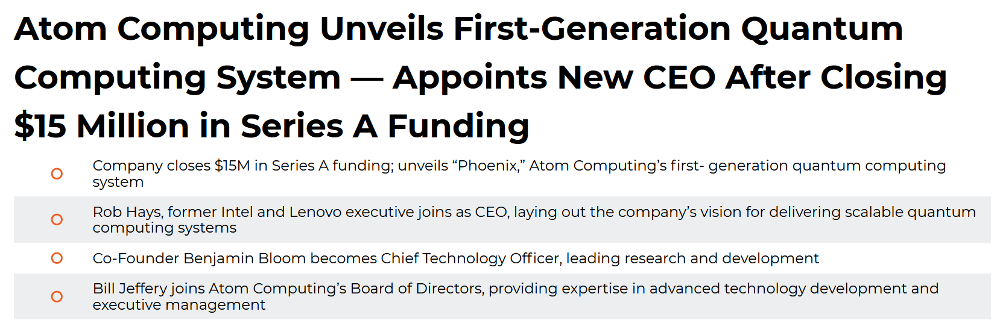 Atom Computing Unveils First-Generation Quantum
Computing System — Appoints New CEO After Closing
$15 Million in Series A Funding
Company closes $15M in Series A funding; unveils “Phoenix,” Atom Computing’s first- generation quantum computing
system
Rob Hays, former Intel and Lenovo executive joins as CEO, laying out the company’s vision for delivering scalable quantum
computing systems
Co-Founder Benjamin Bloom becomes Chief Technology Officer, leading research and development
Bill Jeffery joins Atom Computing’s Board of Directors, providing expertise in advanced technology development and
executive management